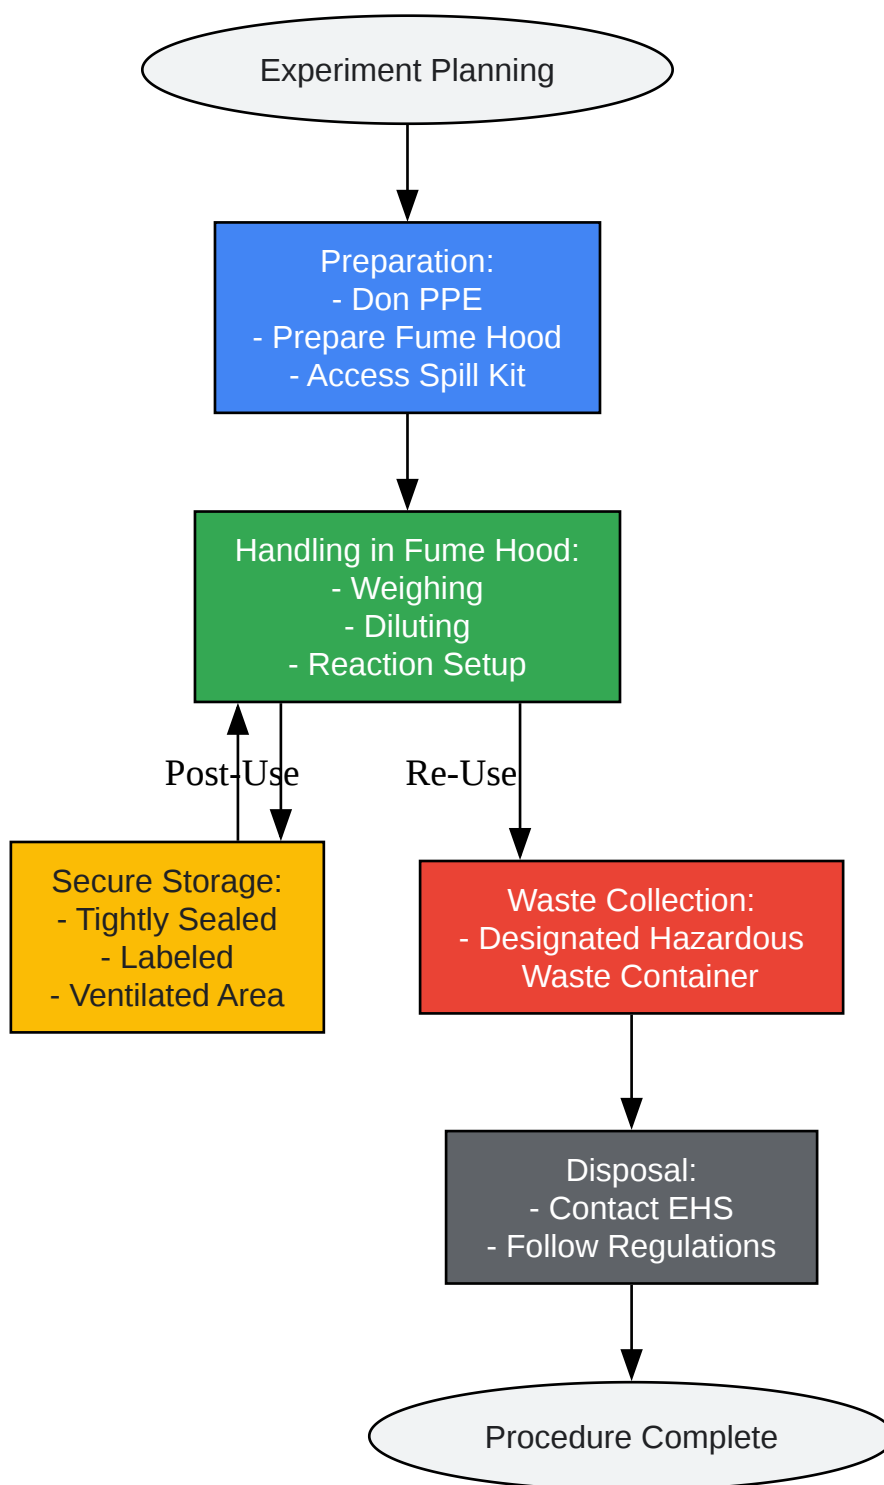 Experiment Planning
Preparation:
- Don PPE
- Prepare Fume Hood
- Access Spill Kit
Handling in Fume Hood:
- Weighing
- Diluting
- Reaction Setup
Post-Use
Re-Use
Secure Storage:
- Tightly Sealed
- Labeled
- Ventilated Area
Waste Collection:
- Designated Hazardous
Waste Container
Disposal:
- Contact EHS
- Follow Regulations
Procedure Complete